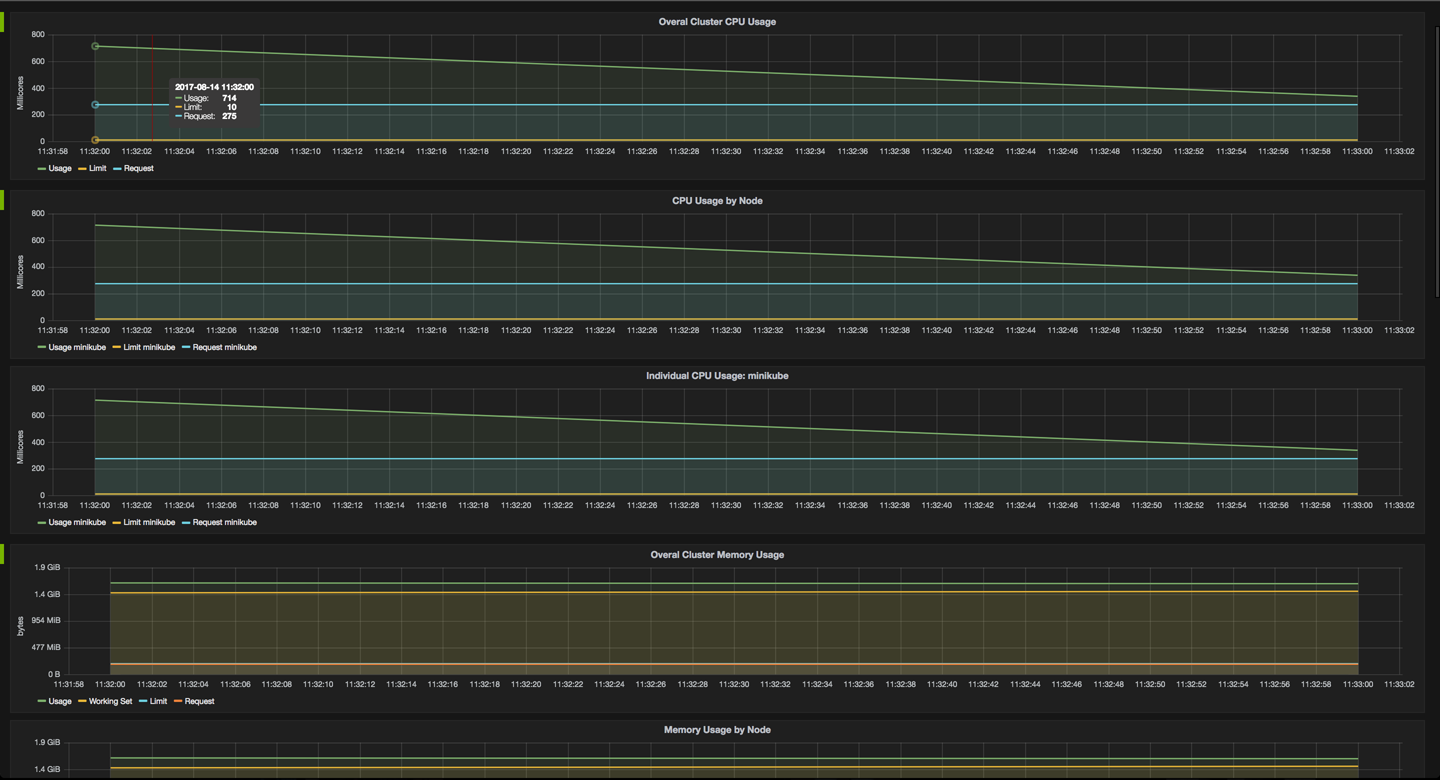 Overal Cluster CPU Usage
800
600
400
200
0
Millicores
2017-08-14 11:32:00
Usage: 714
Limit: 10
Request: 275
11:31:58 11:32:00 11:32:02 11:32:04 11:32:06 11:32:08 11:32:10 11:32:12 11:32:14 11:32:16 11:32:18 11:32:20 11:32:22 11:32:24 11:32:26 11:32:28 11:32:30 11:32:32 11:32:34 11:32:36 11:32:38 11:32:40 11:32:42 11:32:44 11:32:46 11:32:48 11:32:50 11:32:52 11:32:54 11:32:56 11:32:58 11:33:00 11:33:02
Usage Limit Request
CPU Usage by Node
800
600
400
200
0
Millicores
11:31:58 11:32:00 11:32:02 11:32:04 11:32:06 11:32:08 11:32:10 11:32:12 11:32:14 11:32:16 11:32:18 11:32:20 11:32:22 11:32:24 11:32:26 11:32:28 11:32:30 11:32:32 11:32:34 11:32:36 11:32:38 11:32:40 11:32:42 11:32:44 11:32:46 11:32:48 11:32:50 11:32:52 11:32:54 11:32:56 11:32:58 11:33:00 11:33:02
Usage minikube Limit minikube Request minikube
Individual CPU Usage: minikube
800
600
400
200
0
Millicores
11:31:58 11:32:00 11:32:02 11:32:04 11:32:06 11:32:08 11:32:10 11:32:12 11:32:14 11:32:16 11:32:18 11:32:20 11:32:22 11:32:24 11:32:26 11:32:28 11:32:30 11:32:32 11:32:34 11:32:36 11:32:38 11:32:40 11:32:42 11:32:44 11:32:46 11:32:48 11:32:50 11:32:52 11:32:54 11:32:56 11:32:58 11:33:00 11:33:02
Usage minikube Limit minikube Request minikube
Overal Cluster Memory Usage
1.9 GiB
1.4 GiB
954 MiB
477 MiB
0 B
bytes
11:31:58 11:32:00 11:32:02 11:32:04 11:32:06 11:32:08 11:32:10 11:32:12 11:32:14 11:32:16 11:32:18 11:32:20 11:32:22 11:32:24 11:32:26 11:32:28 11:32:30 11:32:32 11:32:34 11:32:36 11:32:38 11:32:40 11:32:42 11:32:44 11:32:46 11:32:48 11:32:50 11:32:52 11:32:54 11:32:56 11:32:58 11:33:00 11:33:02
Usage Working Set Limit Request
Memory Usage by Node
1.9 GiB
1.4 GiB